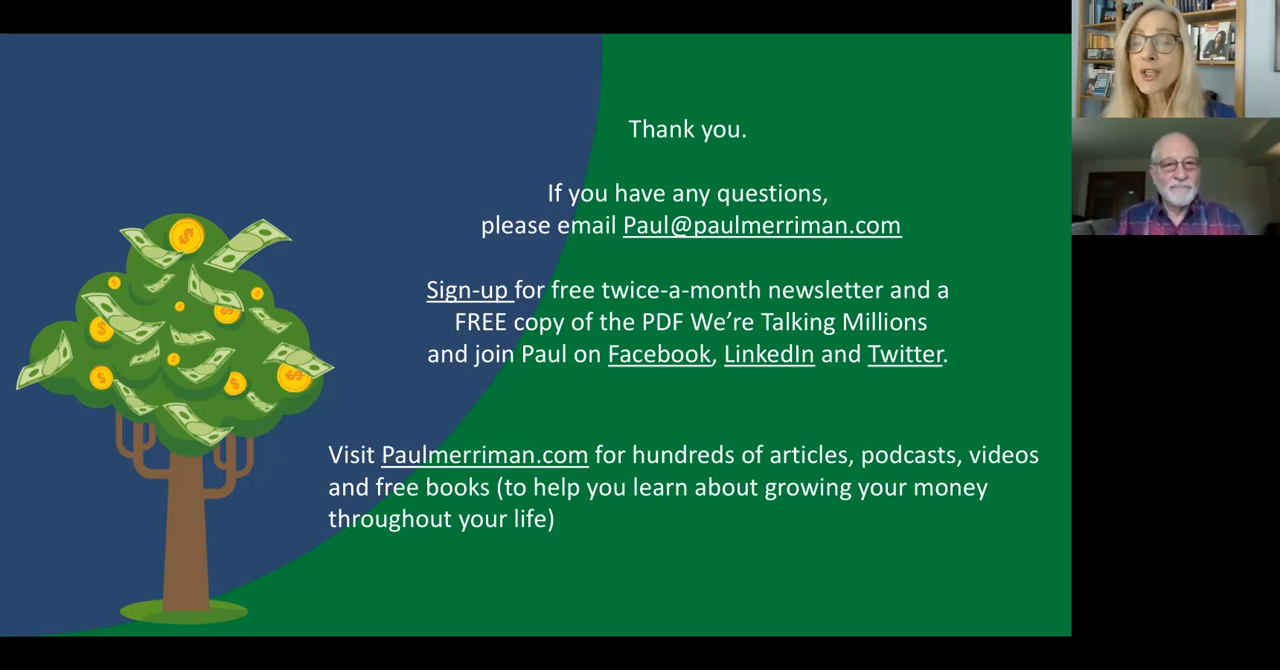 Thank you.
If you have any questions,
please email Paul@paulmerriman.com
Sign-up for free twice-a-month newsletter and a
FREE copy of the PDF We’re Talking Millions
and join Paul on Facebook, LinkedIn and Twitter.
Visit Paulmerriman.com for hundreds of articles, podcasts, videos
and free books (to help you learn about growing your money
throughout your life)